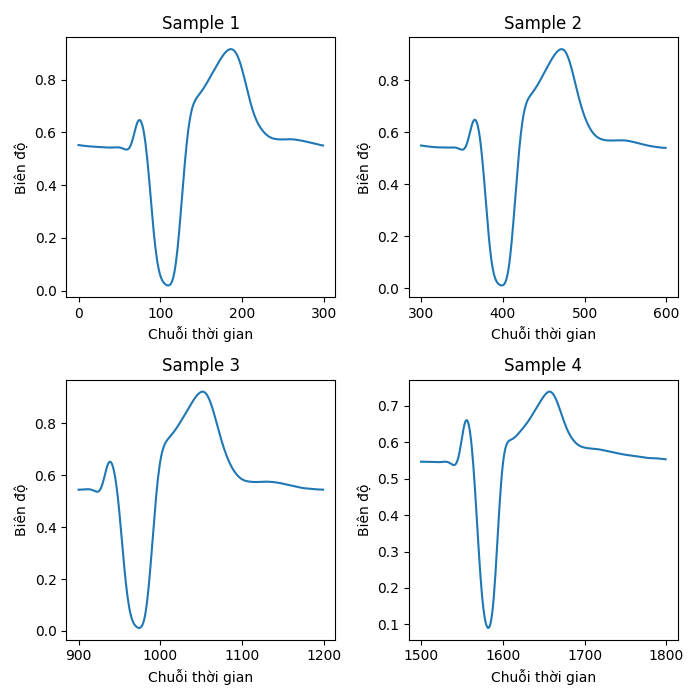 Sample 1
Biên độ
0.8
0.6
0.4
0.2
0.0
0 100 200 300
Chuỗi thời gian
Sample 2
Biên độ
0.8
0.6
0.4
0.2
0.0
300 400 500 600
Chuỗi thời gian
Sample 3
Biên độ
0.8
0.6
0.4
0.2
0.0
900 1000 1100 1200
Chuỗi thời gian
Sample 4
Biên độ
0.7
0.6
0.5
0.4
0.3
0.2
0.1
1500 1600 1700 1800
Chuỗi thời gian